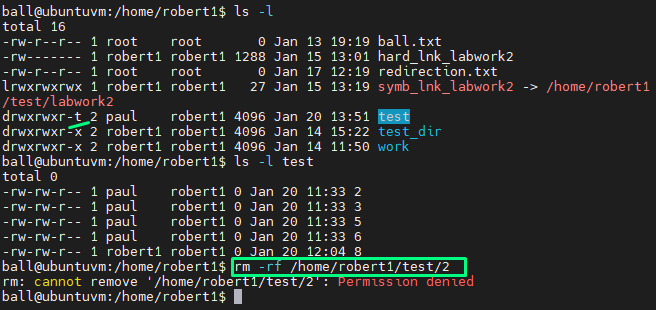 ball@ubuntuvm:/home/robert1$ ls -l
total 16
-rw-r--r-- 1 root    root       0 Jan 13 19:19 ball.txt
-rw------- 1 robert1 robert1 1288 Jan 15 13:01 hard_lnk_labwork2
-rw-rw-r-- 1 root    root       0 Jan 17 12:19 redirection.txt
lrwxrwxrwx 1 robert1 robert1   27 Jan 15 13:19 symb_lnk_labwork2 -> /home/robert1
/test/labwork2
drwxrwxr-t 2 paul    robert1 4096 Jan 20 13:51 test
drwxrwxr-x 2 robert1 robert1 4096 Jan 14 15:22 test_dir
drwxrwxr-x 2 robert1 robert1 4096 Jan 14 11:50 work
ball@ubuntuvm:/home/robert1$ ls -l test
total 0
-rw-rw-r-- 1 paul    robert1 0 Jan 20 11:33 2
-rw-rw-r-- 1 paul    robert1 0 Jan 20 11:33 3
-rw-rw-r-- 1 paul    robert1 0 Jan 20 11:33 5
-rw-rw-r-- 1 paul    robert1 0 Jan 20 11:33 6
-rw-rw-r-- 1 robert1 robert1 0 Jan 20 12:04 8
ball@ubuntuvm:/home/robert1$ rm -rf /home/robert1/test/2
rm: cannot remove '/home/robert1/test/2': Permission denied
ball@ubuntuvm:/home/robert1$